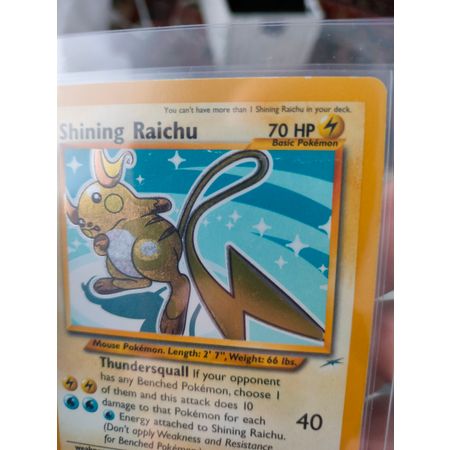 You can't have more than 1 Shining Raichu in your deck.
Shining Raichu 70 HP
Basic Pokémon
Mouse Pokémon. Length: 2' 7", Weight: 66 lbs.
Thundersquall If your opponent
has any Benched Pokémon, choose 1
of them and this attack does 10
damage to that Pokémon for each
Energy attached to Shining Raichu.
(Don't apply Weakness and Resistance
for Benched Pokémon.)
40